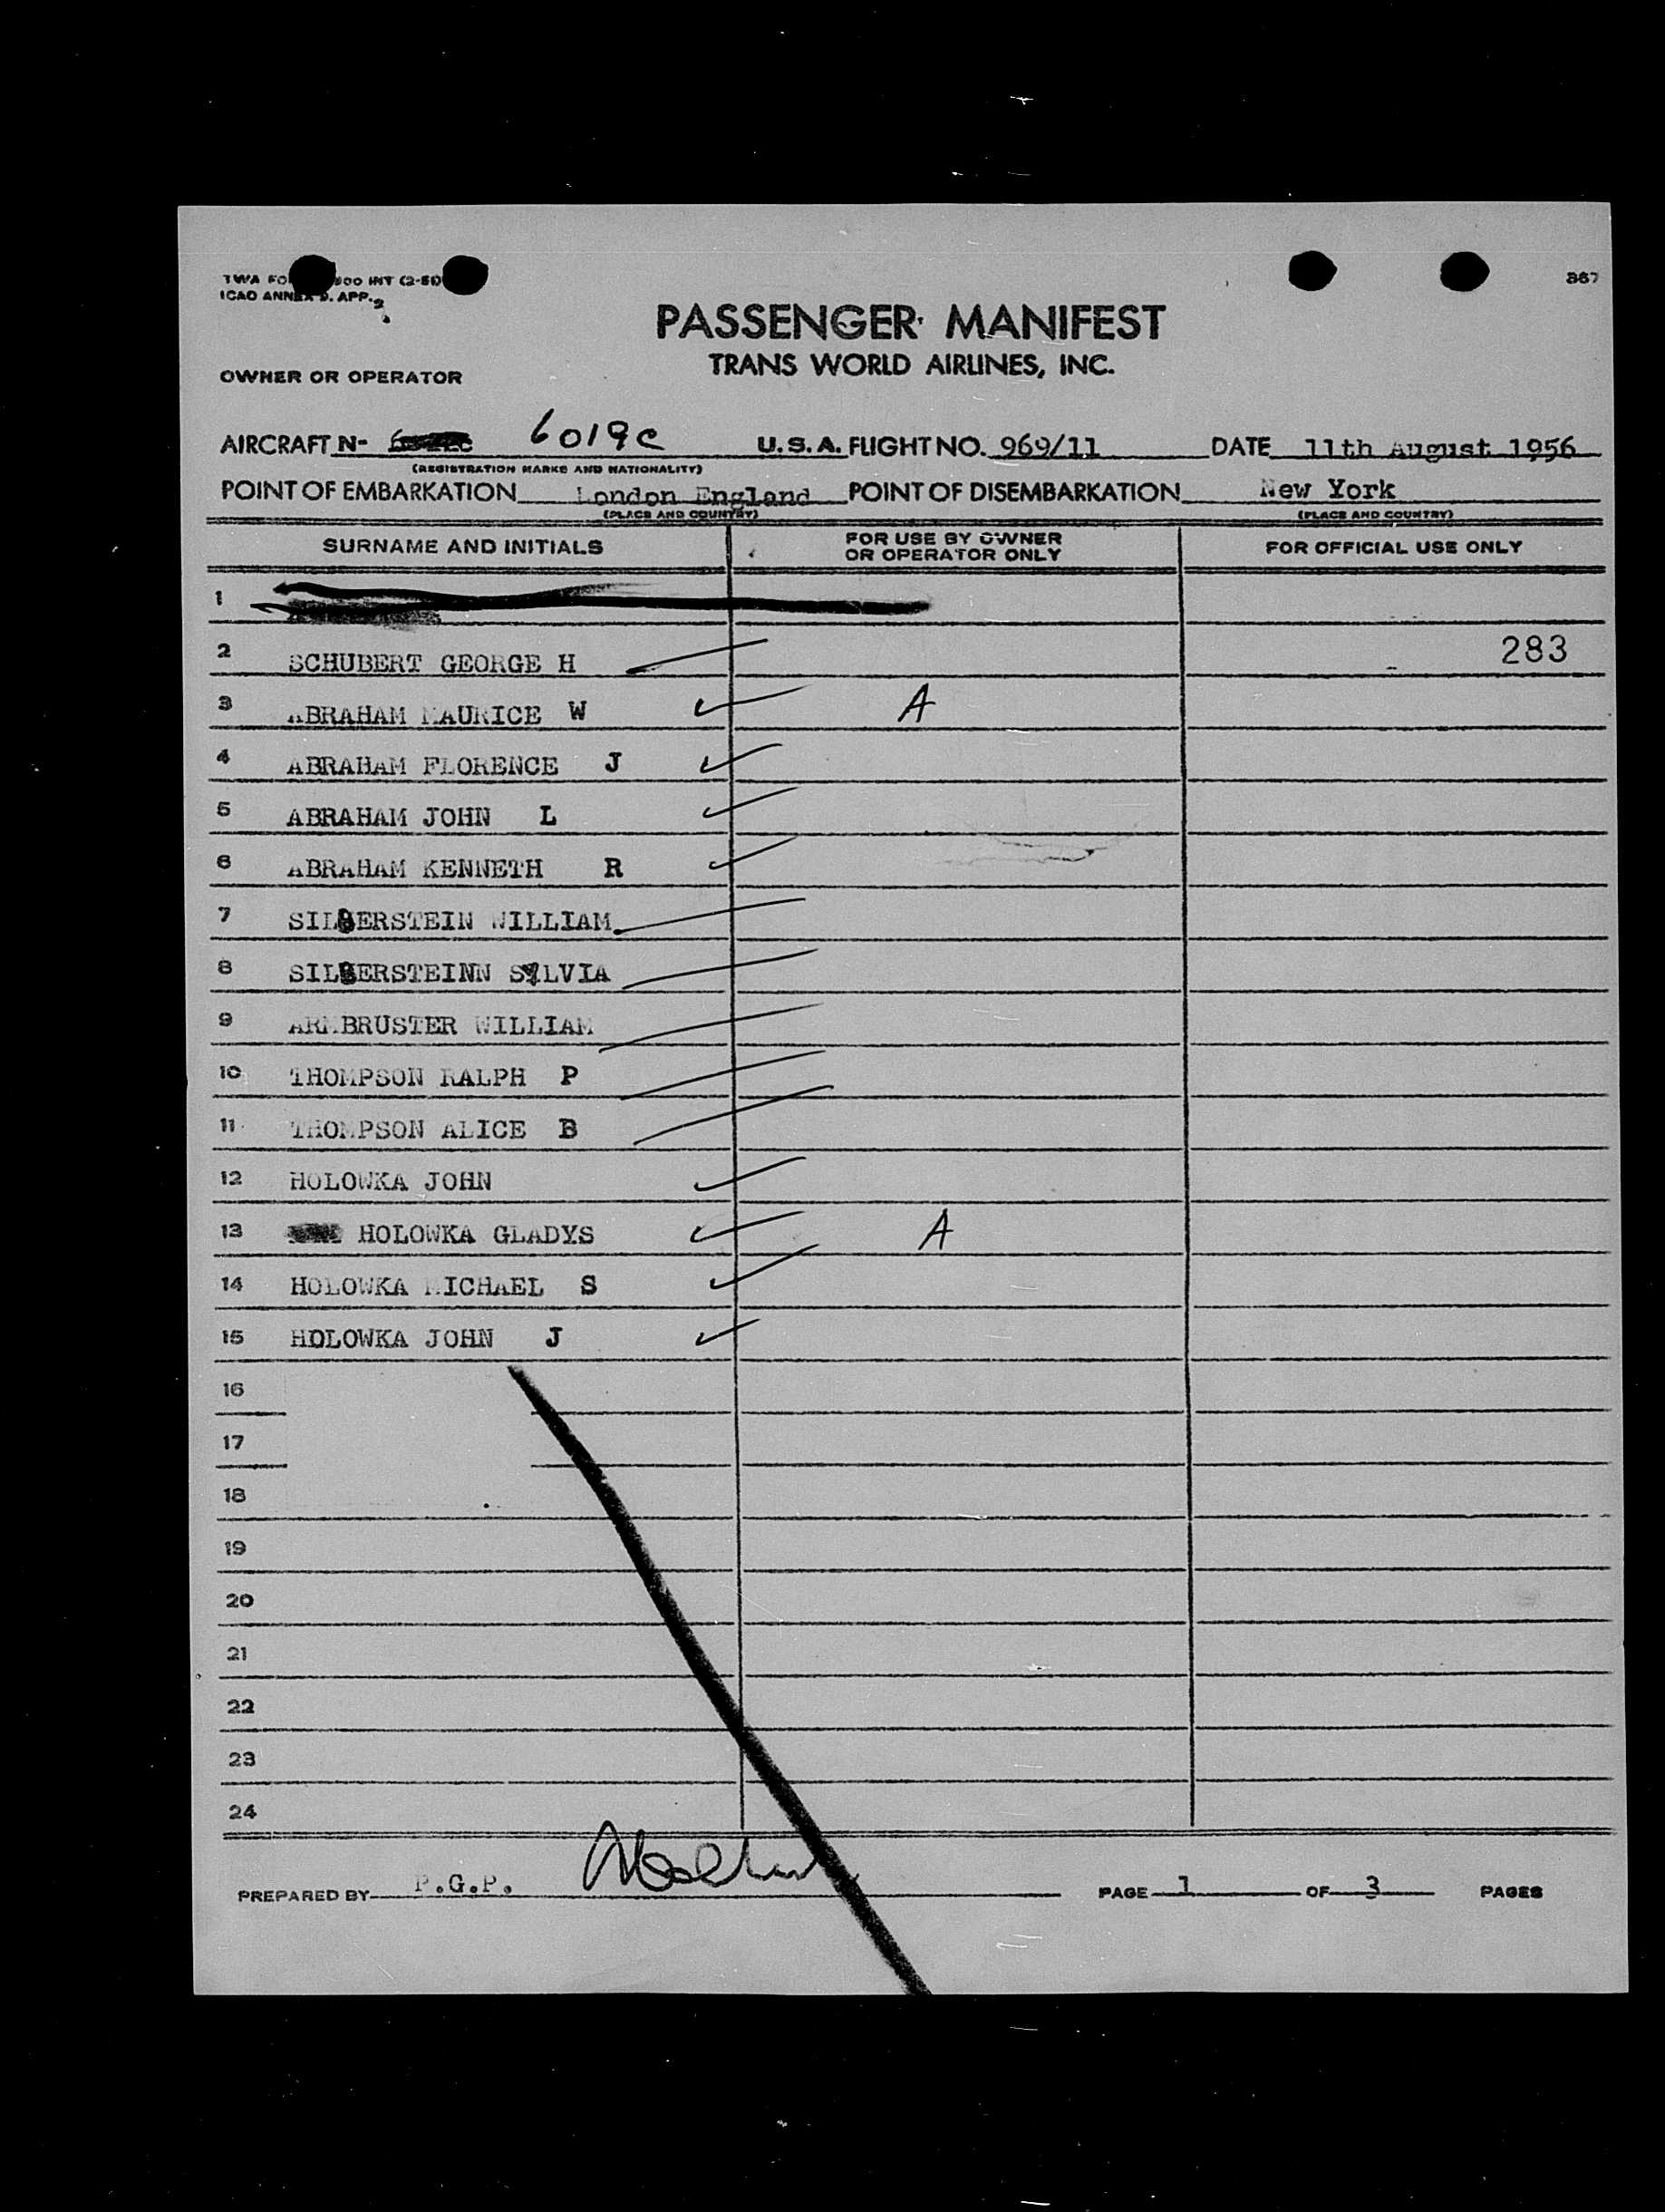 TWA FO 800 INT (2-51) 867
ICAO ANNEX 9. APP. 2
PASSENGER MANIFEST
TRANS WORLD AIRLINES, INC.
OWNER OR OPERATOR
AIRCRAFT N- 6019C U.S.A. FLIGHT NO. 969/11 DATE 11th August 1956
(REGISTRATION MARKS AND NATIONALITY)
POINT OF EMBARKATION London England POINT OF DISEMBARKATION New York
(PLACE AND COUNTRY) (PLACE AND COUNTRY)
SURNAME AND INITIALS FOR USE BY OWNER OR OPERATOR ONLY FOR OFFICIAL USE ONLY
1
2 SCHUBERT GEORGE H 283
3 ABRAHAM MAURICE W A
4 ABRAHAM FLORENCE J
5 ABRAHAM JOHN L
6 ABRAHAM KENNETH R
7 SILBERSTEIN WILLIAM
8 SILBERSTEINN SYLVIA
9 ARMBRUSTER WILLIAM
10 THOMPSON RALPH P
11 THOMPSON ALICE B
12 HOLOWKA JOHN
13 HOLOWKA GLADYS A
14 HOLOWKA MICHAEL S
15 HOLOWKA JOHN J
16
17
18
19
20
21
22
23
24
PREPARED BY P.G.P. PAGE 1 OF 3 PAGES